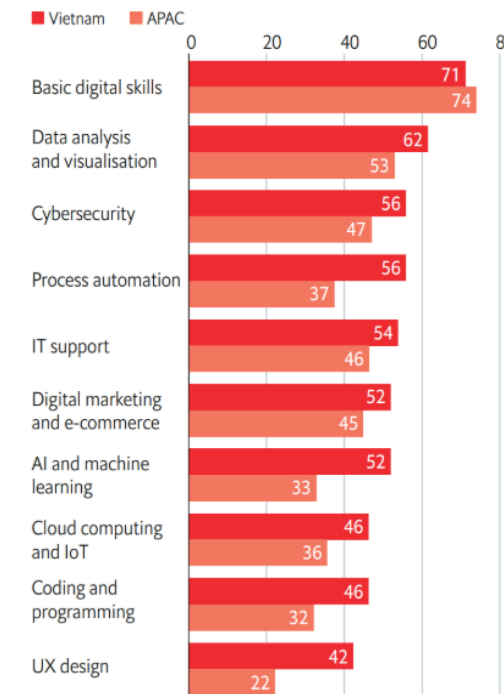 Vietnam APAC
0 20 40 60 8
Basic digital skills
71
74
Data analysis
and visualisation
62
53
Cybersecurity
56
47
Process automation
56
37
IT support
54
46
Digital marketing
and e-commerce
52
45
AI and machine
learning
52
33
Cloud computing
and IoT
46
36
Coding and
programming
46
32
UX design
42
22